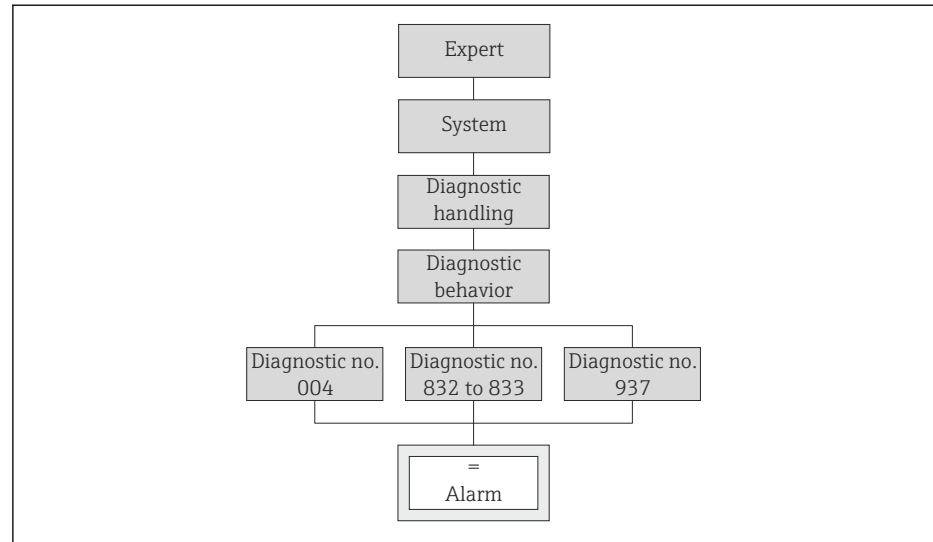 Expert
System
Diagnostic
handling
Diagnostic
behavior
Diagnostic no.
004
Diagnostic no.
832 to 833
Diagnostic no.
937
=
Alarm